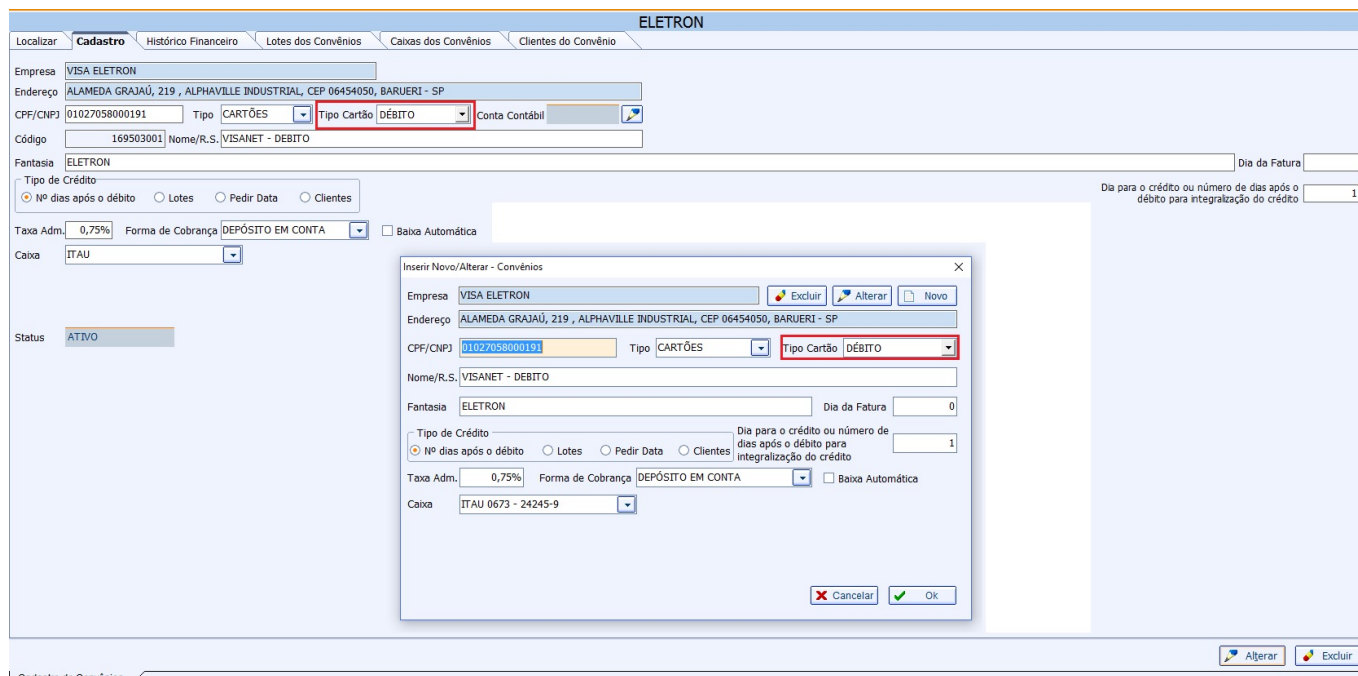 ELETRON
Localizar Cadastro Histórico Financeiro Lotes dos Convênios Caixas dos Convênios Clientes do Convênio
Empresa VISA ELETRON
Endereço ALAMEDA GRAJAÚ, 219 , ALPHAVILLE INDUSTRIAL, CEP 06454050, BARUERI - SP
CPF/CNPJ 01027058000191 Tipo CARTÕES Tipo Cartão DÉBITO Conta Contábil
Código 169503001 Nome/R.S. VISANET - DEBITO
Fantasia ELETRON Dia da Fatura
Tipo de Crédito
Nº dias após o débito Lotes Pedir Data Clientes
Dia para o crédito ou número de dias após o
débito para integralização do crédito 1
Taxa Adm. 0,75% Forma de Cobrança DEPÓSITO EM CONTA Baixa Automática
Caixa ITAU
Status ATIVO
Inserir Novo/Alterar - Convênios
Empresa VISA ELETRON Excluir Alterar Novo
Endereço ALAMEDA GRAJAÚ, 219 , ALPHAVILLE INDUSTRIAL, CEP 06454050, BARUERI - SP
CPF/CNPJ 01027058000191 Tipo CARTÕES Tipo Cartão DÉBITO
Nome/R.S. VISANET - DEBITO
Fantasia ELETRON Dia da Fatura 0
Tipo de Crédito
Nº dias após o débito Lotes Pedir Data Clientes
Dia para o crédito ou número de
dias após o débito para
integralização do crédito 1
Taxa Adm. 0,75% Forma de Cobrança DEPÓSITO EM CONTA Baixa Automática
Caixa ITAU 0673 - 24245-9
Cancelar Ok
Alterar Excluir